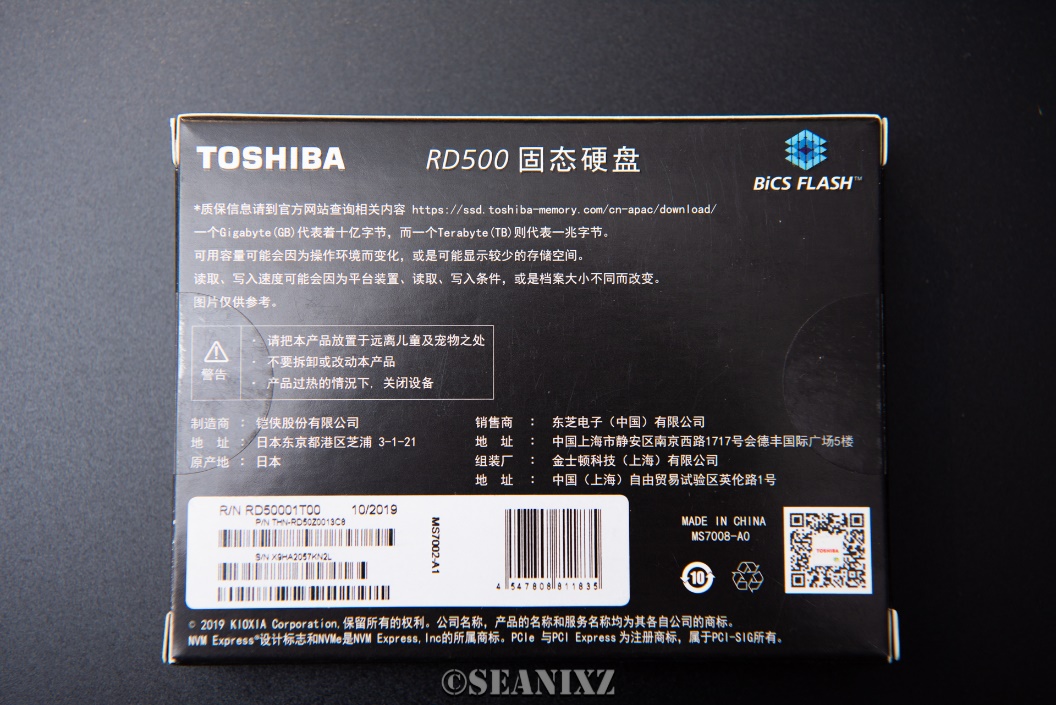 TOSHIBA RD500 固态硬盘
BiCS FLASH™
*质保信息请到官方网站查询相关内容 https://ssd.toshiba-memory.com/cn-apac/download/
一个Gigabyte(GB)代表着十亿字节，而一个Terabyte(TB)则代表一兆字节。
可用容量可能会因为操作环境而变化，或是可能显示较少的存储空间。
读取、写入速度可能会因为平台装置、读取、写入条件，或是档案大小不同而改变。
图片仅供参考。
警告
· 请把本产品放置于远离儿童及宠物之处
· 不要拆卸或改动本产品
· 产品过热的情況下，关闭设备
制造商 ： 铠侠股份有限公司
地 址 ： 日本东京都港区芝浦 3-1-21
原产地 ： 日本
销售商 ： 东芝电子（中国）有限公司
地 址 ： 中国上海市静安区南京西路1717号会德丰国际广场5楼
组装厂 ： 金士顿科技（上海）有限公司
地 址 ： 中国（上海）自由贸易试验区英伦路1号
R/N RD50001T00 10/2019
P/N THN-RD50Z0013C8
S/N X9HA2057KN2L
MS7002-A1
4 547808 811835
MADE IN CHINA
MS7008-A0
10
TOSHIBA
© 2019 KIOXIA Corporation,保留所有的权利。公司名称，产品的名称和服务名称均为其各自公司的商标。
NVM Express®设计标志和NVMe是NVM Express,Inc的所属商标。PCIe 与PCI Express 为注册商标，属于PCI-SIG所有。
©SEANIXZ